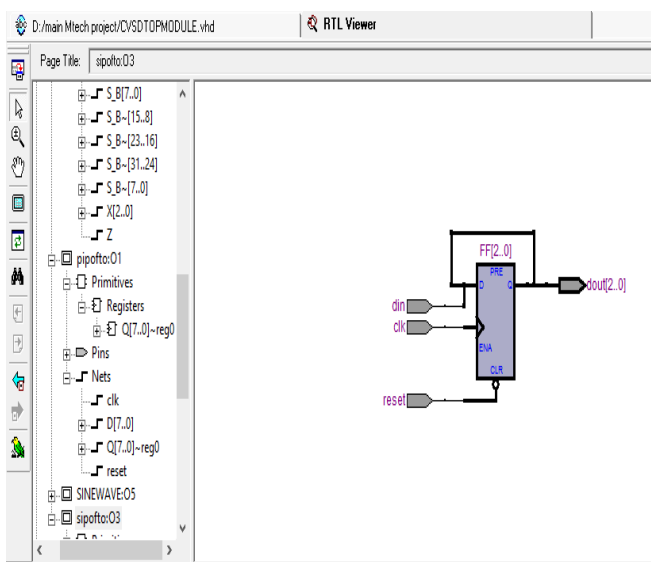 D:/main Mtech project/CVSDTOPMODULE.vhd
RTL Viewer
Page Title: sipofto:O3
S_B[7..0]
S_B~[15..8]
S_B~[23..16]
S_B~[31..24]
S_B~[7..0]
X[2..0]
Z
pipofto:O1
Primitives
Registers
Q[7..0]~reg0
Pins
Nets
clk
D[7..0]
Q[7..0]~reg0
reset
SINEWAVE:O5
sipofto:O3
FF[2..0]
PRE
D Q
dout[2..0]
din
clk
ENA
CLR
reset